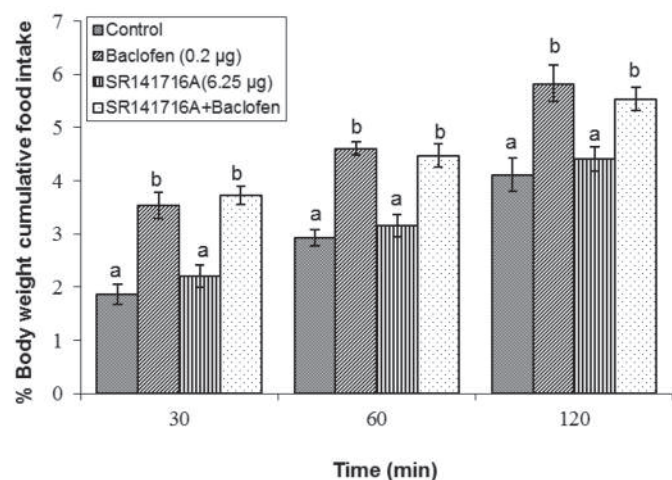 % Body weight cumulative food intake
7
6
5
4
3
2
1
0
Control
Baclofen (0.2 µg)
SR141716A(6.25 µg)
SR141716A+Baclofen
a b a b
a b a b
a b a b
30 60 120
Time (min)